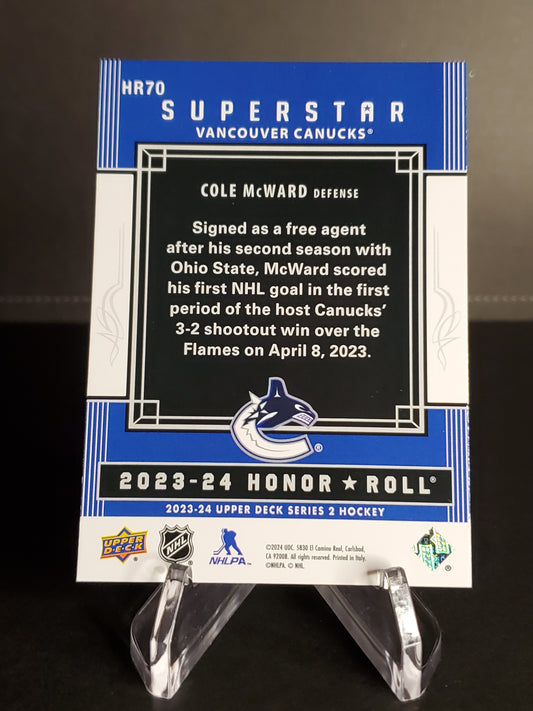 HR70
SUPERSTAR
VANCOUVER CANUCKS®
COLE McWARD DEFENSE
Signed as a free agent
after his second season with
Ohio State, McWard scored
his first NHL goal in the first
period of the host Canucks'
3-2 shootout win over the
Flames on April 8, 2023.
®
2023-24 HONOR ★ ROLL®
2023-24 UPPER DECK SERIES 2 HOCKEY
UPPER
DECK
NHL
NHLPA™
©2024 UDC, 5830 El Camino Real, Carlsbad,
CA 92008. All rights reserved. Printed in Italy.
©NHLPA. © NHL.
®